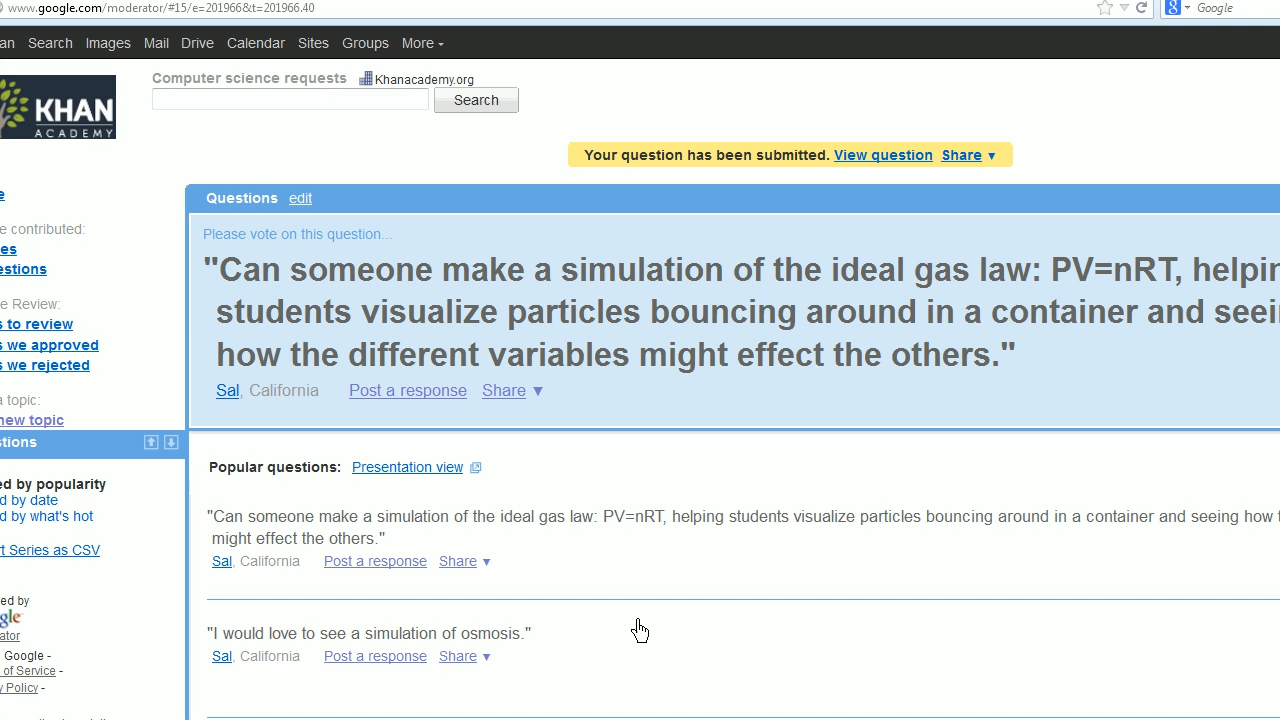 www.google.com/moderator/#15/e=201966&t=201966.40
Google
an Search Images Mail Drive Calendar Sites Groups More
KHAN
ACADEMY
Computer science requests Khanacademy.org
Search
Your question has been submitted. View question Share
e
Questions edit
e contributed:
es
estions
e Review:
s to review
s we approved
s we rejected
a topic:
new topic
Please vote on this question...
"Can someone make a simulation of the ideal gas law: PV=nRT, helpin
students visualize particles bouncing around in a container and seei
how the different variables might effect the others."
Sal, California Post a response Share
stions
ed by popularity
d by date
d by what's hot
rt Series as CSV
ed by
gle
ator
Google -
of Service -
y Policy -
Popular questions: Presentation view
"Can someone make a simulation of the ideal gas law: PV=nRT, helping students visualize particles bouncing around in a container and seeing how t
might effect the others."
Sal, California Post a response Share
"I would love to see a simulation of osmosis."
Sal, California Post a response Share